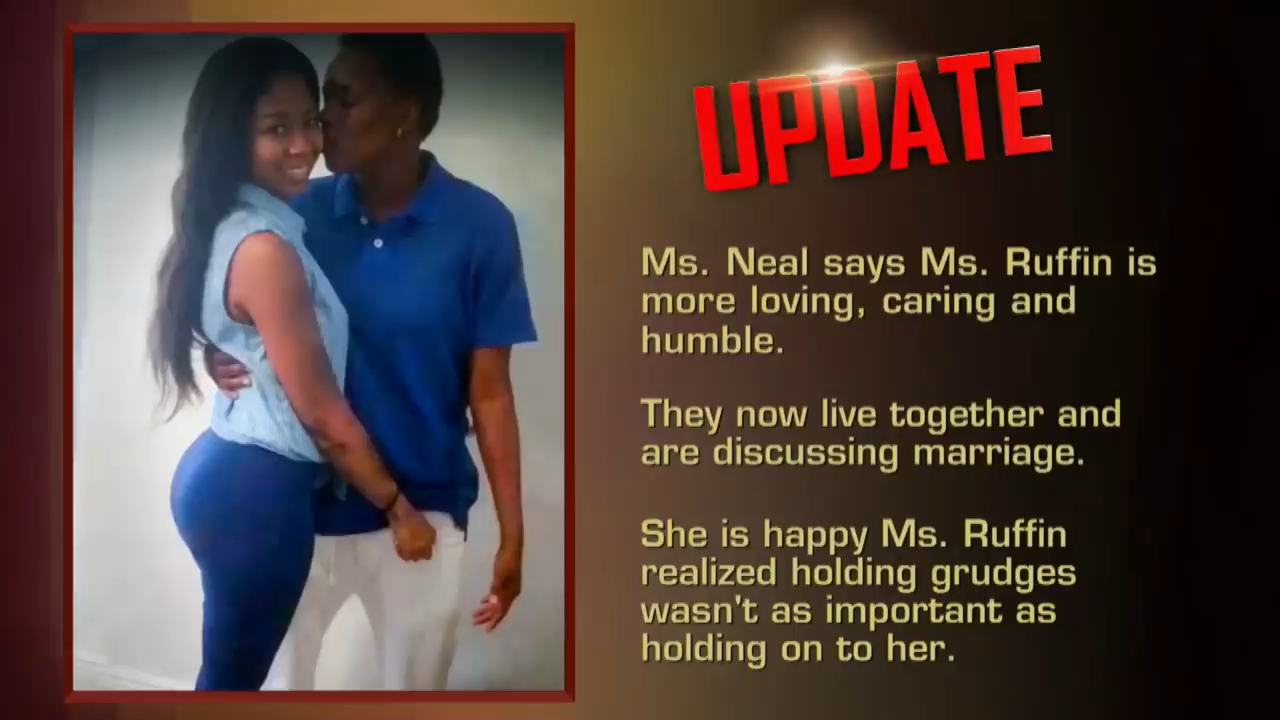 UPDATE
Ms. Neal says Ms. Ruffin is
more loving, caring and
humble.
They now live together and
are discussing marriage.
She is happy Ms. Ruffin
realized holding grudges
wasn't as important as
holding on to her.